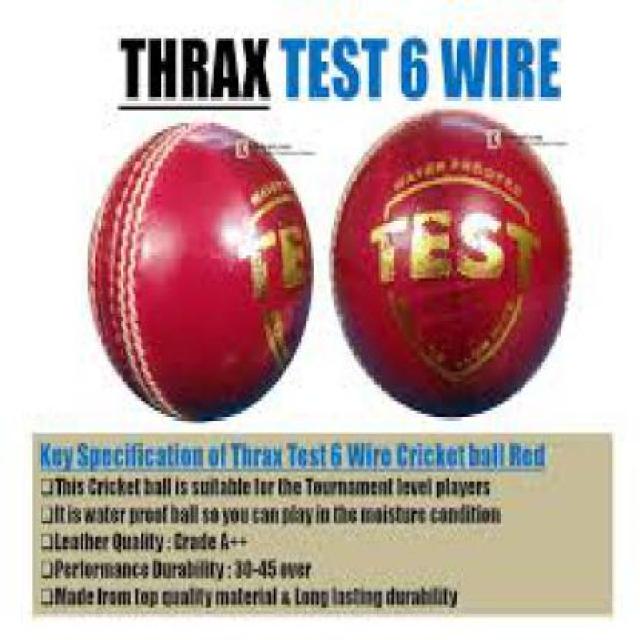 THRAX TEST 6 WIRE
WATER PROOFED
TE
TEST
Key Specification of Thrax Test 6 Wire Cricket ball Red
❑This Cricket ball is suitable for the Tournament level players
❑It is water proof ball so you can play in the moisture condition
❑Leather Quality : Grade A++
❑Performance Durability : 30-45 over
❑Made from top quality material & Long lasting durability